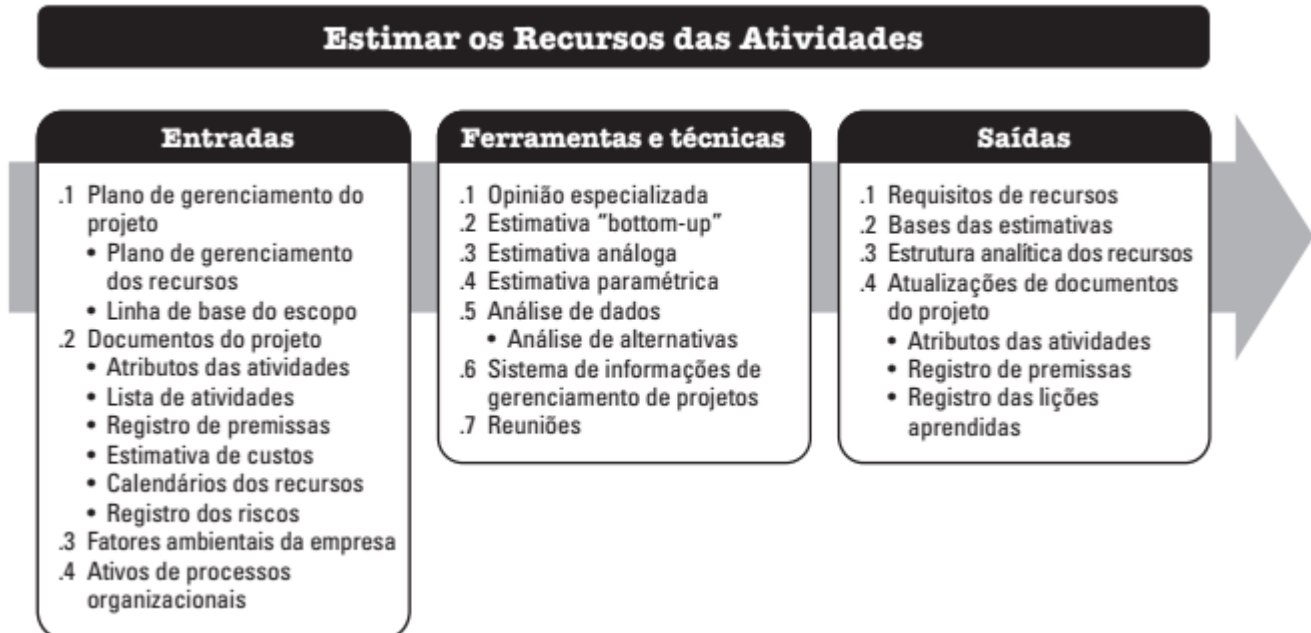 Estimar os Recursos das Atividades
Entradas
.1 Plano de gerenciamento do
projeto
• Plano de gerenciamento
dos recursos
• Linha de base do escopo
.2 Documentos do projeto
• Atributos das atividades
• Lista de atividades
• Registro de premissas
• Estimativa de custos
• Calendários dos recursos
• Registro dos riscos
.3 Fatores ambientais da empresa
.4 Ativos de processos
organizacionais
Ferramentas e técnicas
.1 Opinião especializada
.2 Estimativa “bottom-up”
.3 Estimativa análoga
.4 Estimativa paramétrica
.5 Análise de dados
• Análise de alternativas
.6 Sistema de informações de
gerenciamento de projetos
.7 Reuniões
Saídas
.1 Requisitos de recursos
.2 Bases das estimativas
.3 Estrutura analítica dos recursos
.4 Atualizações de documentos
do projeto
• Atributos das atividades
• Registro de premissas
• Registro das lições
aprendidas